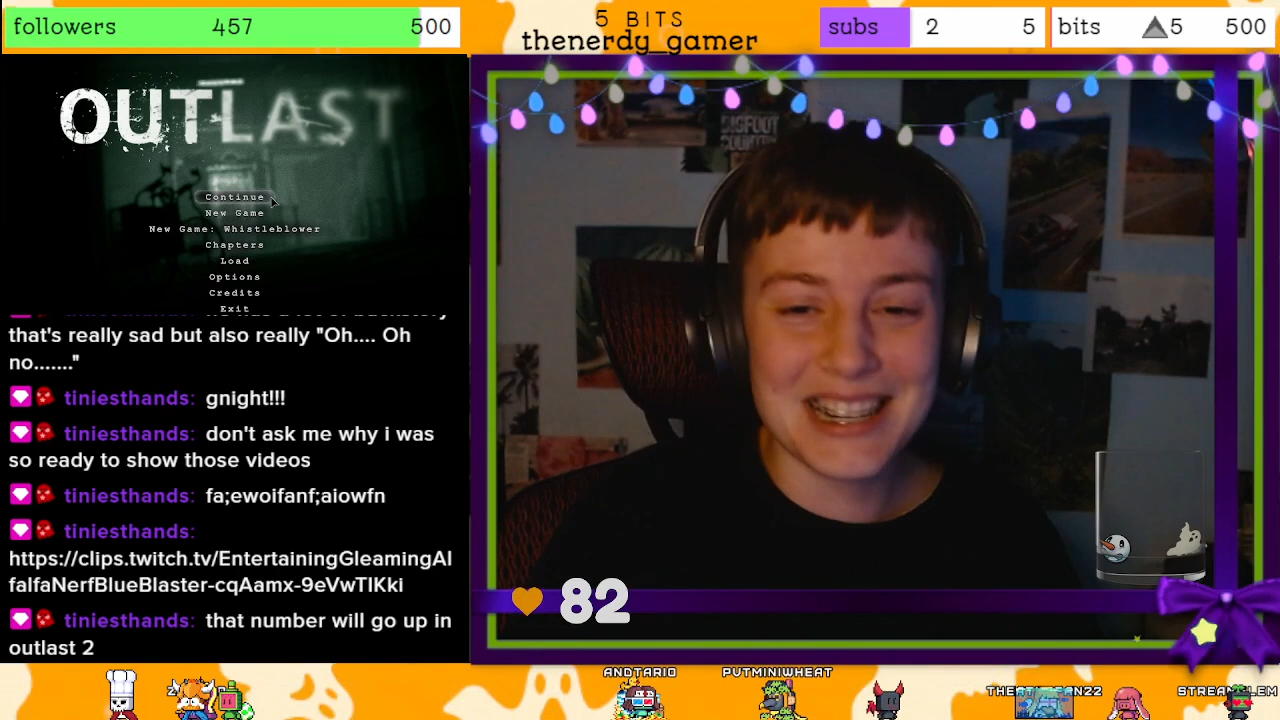 followers 457 500
5 BITS
thenerdy_gamer
subs 2 5
bits 5 500
OUTLAST
Continue
New Game
New Game: Whistleblower
Chapters
Load
Options
Credits
Exit
that's really sad but also really "Oh.... Oh
no......."
tiniesthands: gnight!!!
tiniesthands: don't ask me why i was
so ready to show those videos
tiniesthands: fa;ewoifanf;aiowfn
tiniesthands:
https://clips.twitch.tv/EntertainingGleamingAl
falfaNerfBlueBlaster-cqAamx-9eVwTIKki
tiniesthands: that number will go up in
outlast 2
BIGFOOT
COUNTRY
82
ANDTARIO
PUTMINIWHEAT